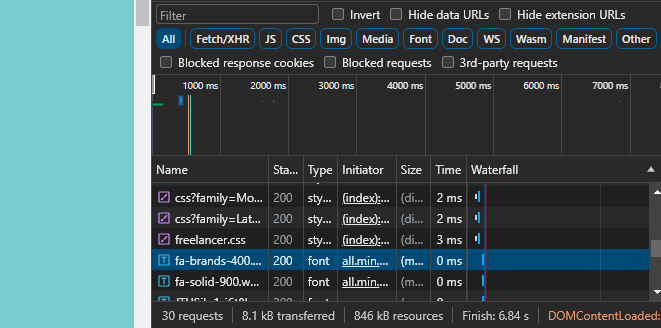 Filter Invert Hide data URLs Hide extension URLs
All Fetch/XHR JS CSS Img Media Font Doc WS Wasm Manifest Other
Blocked response cookies Blocked requests 3rd-party requests
1000 ms 2000 ms 3000 ms 4000 ms 5000 ms 6000 ms 7000 ms
Name Sta... Type Initiator Size Time Waterfall
css?family=Mo... 200 sty... (index):... (di... 2 ms
css?family=Lat... 200 sty... (index):... (di... 2 ms
freelancer.css 200 sty... (index):... (di... 3 ms
fa-brands-400.... 200 font all.min.... (m... 0 ms
fa-solid-900.w... 200 font all.min.... (m... 0 ms
30 requests 8.1 kB transferred 846 kB resources Finish: 6.84 s DOMContentLoaded: